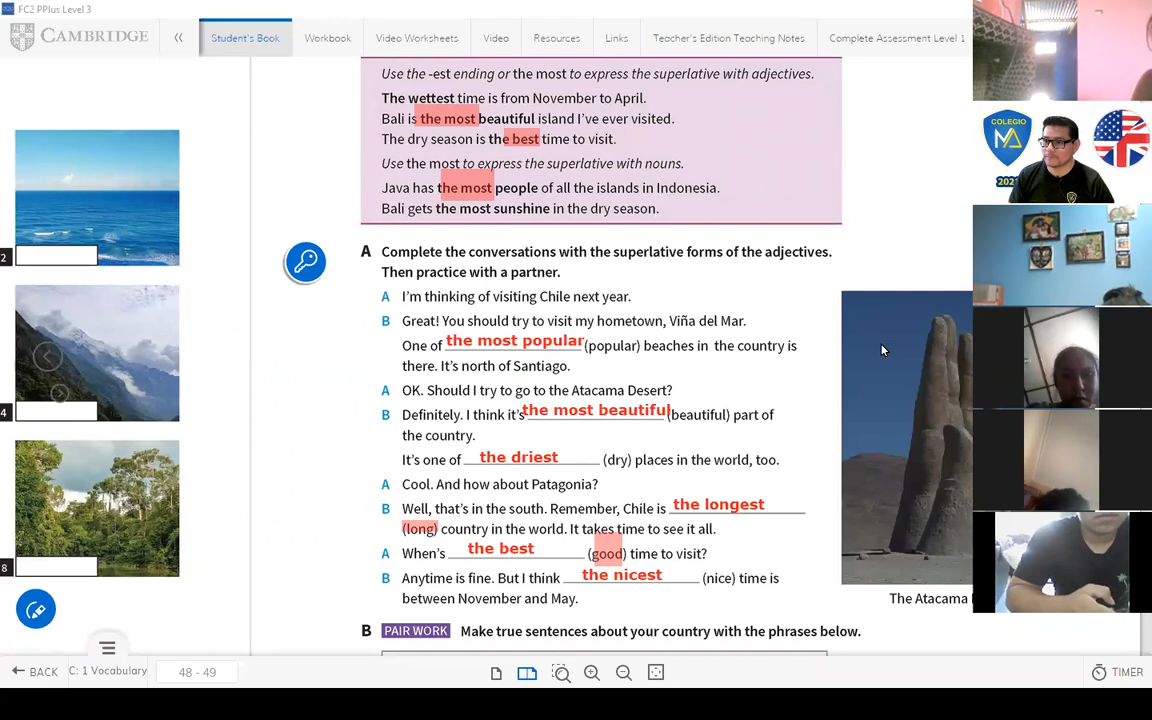 FC2 PPlus Level 3
CAMBRIDGE
Student's Book
Workbook
Video Worksheets
Video
Resources
Links
Teacher's Edition Teaching Notes
Complete Assessment Level 1
Use the -est ending or the most to express the superlative with adjectives.
The wettest time is from November to April.
Bali is the most beautiful island I've ever visited.
The dry season is the best time to visit.
Use the most to express the superlative with nouns.
Java has the most people of all the islands in Indonesia.
Bali gets the most sunshine in the dry season.
A Complete the conversations with the superlative forms of the adjectives.
Then practice with a partner.
A I'm thinking of visiting Chile next year.
B Great! You should try to visit my hometown, Viña del Mar.
One of the most popular (popular) beaches in the country is
there. It's north of Santiago.
A OK. Should I try to go to the Atacama Desert?
B Definitely. I think it's the most beautiful (beautiful) part of
the country.
It's one of the driest (dry) places in the world, too.
A Cool. And how about Patagonia?
B Well, that's in the south. Remember, Chile is the longest
(long) country in the world. It takes time to see it all.
A When's the best (good) time to visit?
B Anytime is fine. But I think the nicest (nice) time is
between November and May.
The Atacama
B PAIR WORK Make true sentences about your country with the phrases below.
2
4
8
COLEGIO
MA
BACK
C: 1 Vocabulary
48 - 49
TIMER